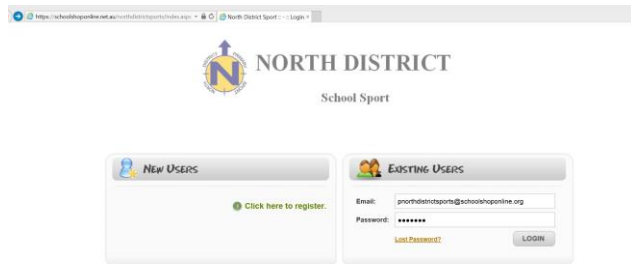 https://schoolshoponline.net.au/northdistrictsports/index.aspx
North District Sport :: - :: Login
NORTH DISTRICT
School Sport
NEW USERS
Click here to register.
EXISTING USERS
Email:
pnorthdistrictsports@schoolshoponline.org
Password:
•••••••
Lost Password?
LOGIN